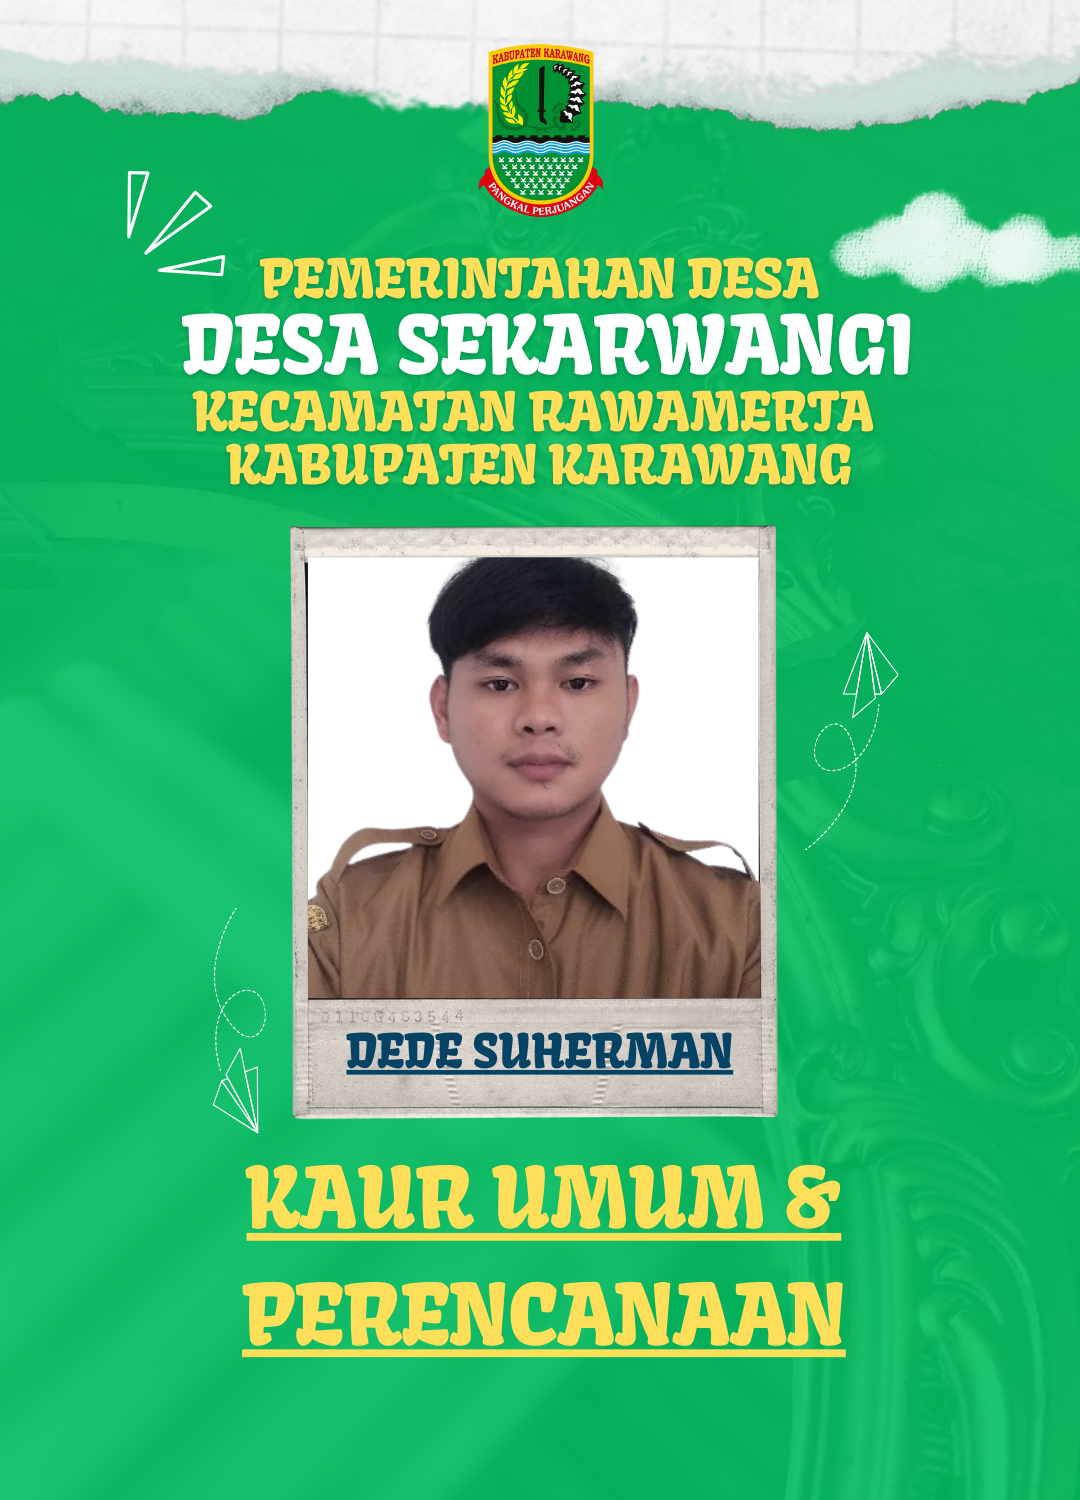 KABUPATEN KARAWANG
PANGKAL PERJUANGAN
PEMERINTAHAN DESA
DESA SEKARWANGI
KECAMATAN RAWAMERTA
KABUPATEN KARAWANG
DEDE SUHERMAN
KAUR UMUM &
PERENCANAAN